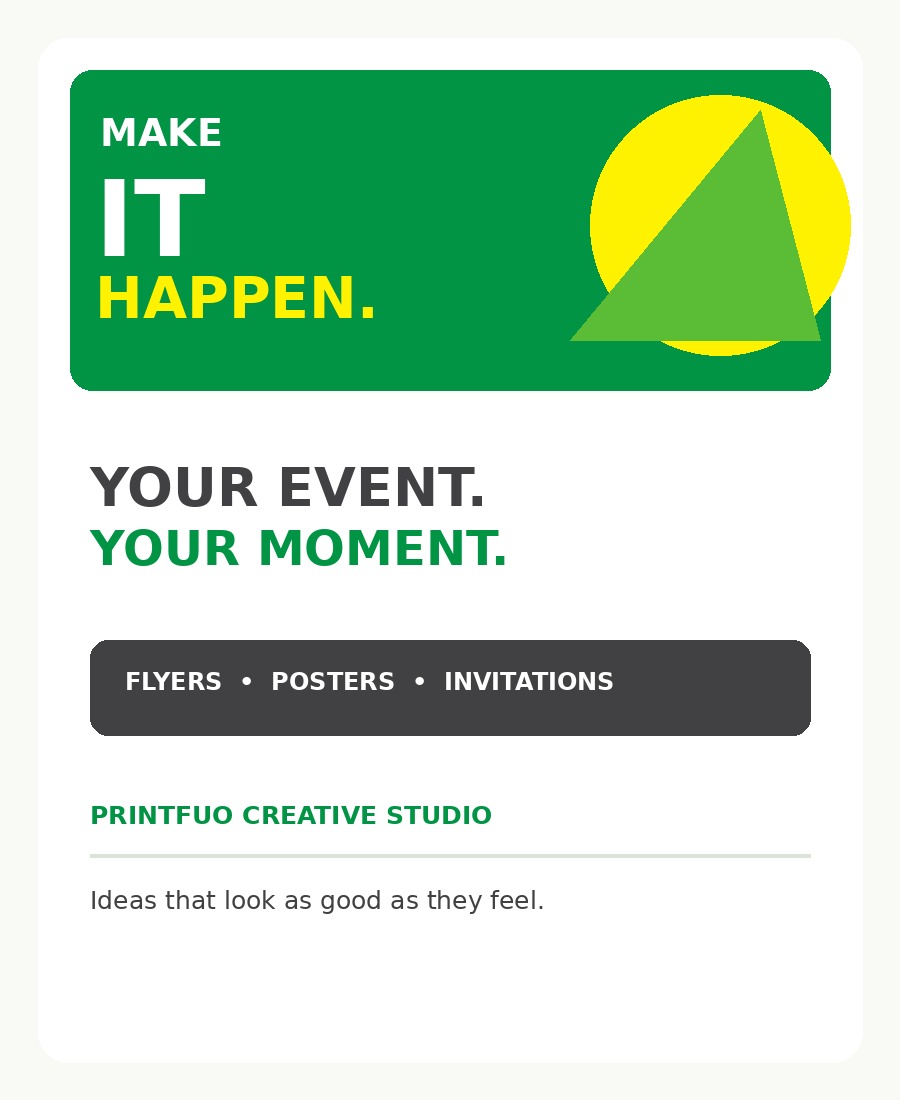 MAKE
IT
HAPPEN.
YOUR EVENT.
YOUR MOMENT.
FLYERS • POSTERS • INVITATIONS
PRINTFUO CREATIVE STUDIO
Ideas that look as good as they feel.